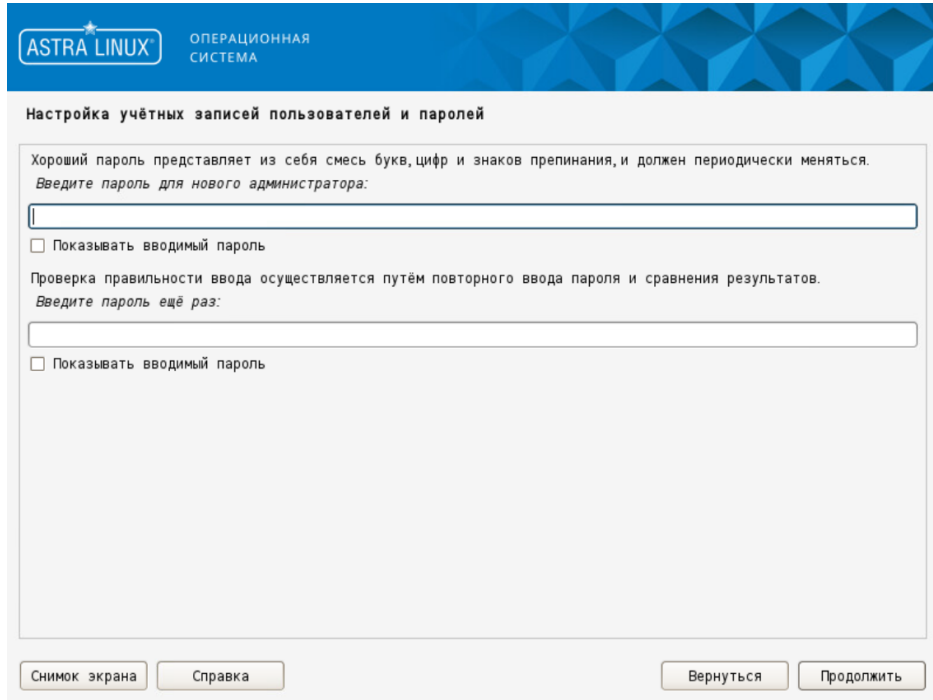 ASTRA LINUX®
ОПЕРАЦИОННАЯ
СИСТЕМА
Настройка учётных записей пользователей и паролей
Хороший пароль представляет из себя смесь букв, цифр и знаков препинания, и должен периодически меняться.
Введите пароль для нового администратора:
Показывать вводимый пароль
Проверка правильности ввода осуществляется путём повторного ввода пароля и сравнения результатов.
Введите пароль ещё раз:
Показывать вводимый пароль
Снимок экрана
Справка
Вернуться
Продолжить